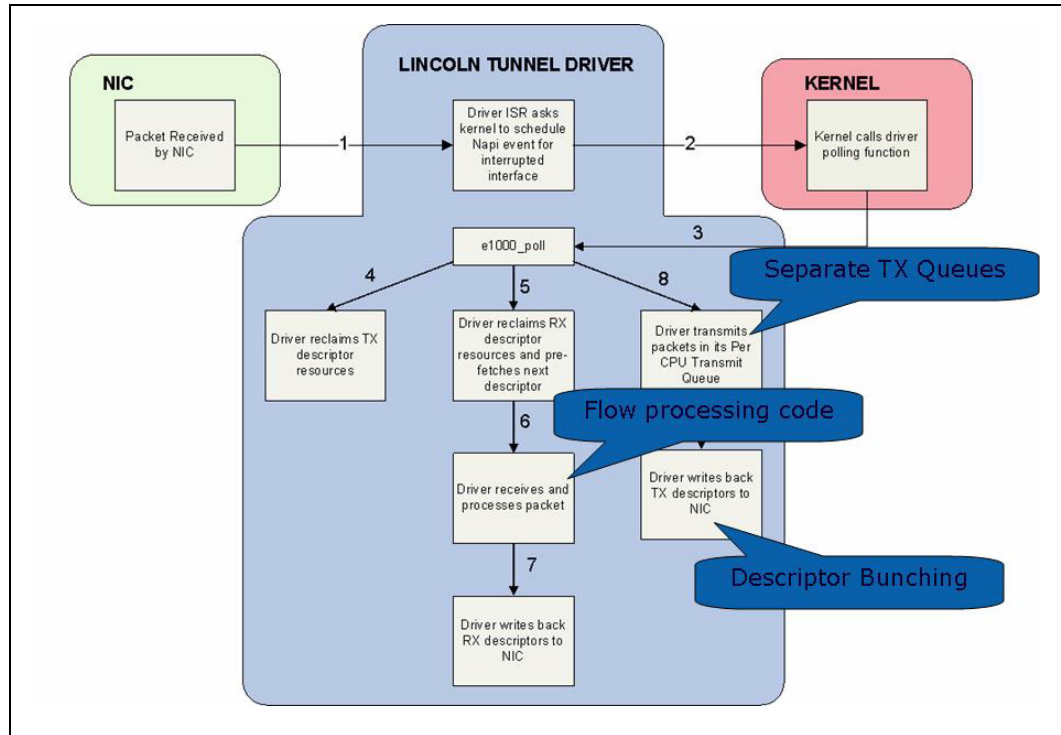 LINCOLN TUNNEL DRIVER
NIC
KERNEL
Packet Received
by NIC
1
Driver ISR asks
kernel to schedule
Napi event for
interrupted
interface
2
Kernel calls driver
polling function
3
e1000_poll
4
5
8
Separate TX Queues
Driver reclaims TX
descriptor
resources
Driver reclaims RX
descriptor
resources and pre-
fetches next
descriptor
Driver transmits
packets in its Per
CPU Transmit
Queue
6
Flow processing code
Driver receives and
processes packet
Driver writes back
TX descriptors to
NIC
7
Descriptor Bunching
Driver writes back
RX descriptors to
NIC